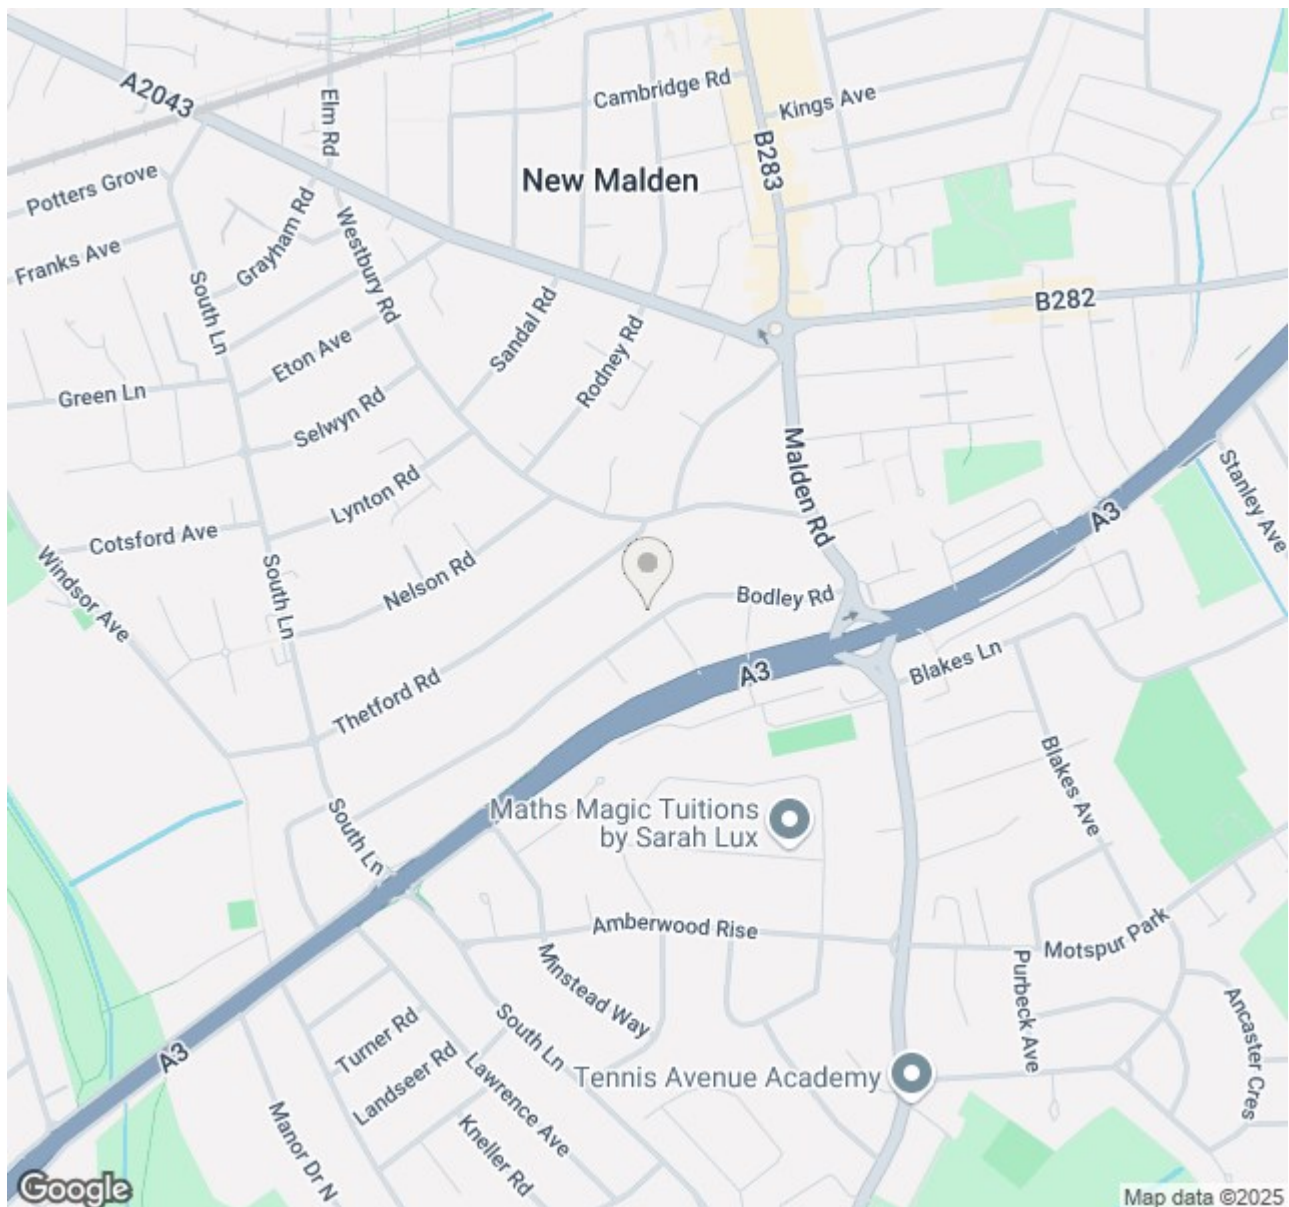 A2043
Elm Rd
Cambridge Rd
Kings Ave
B283
New Malden
Potters Grove
Franks Ave
Grayham Rd
Westbury Rd
South Ln
Sandal Rd
Rodney Rd
B282
Eton Ave
Green Ln
Selwyn Rd
Malden Rd
Lynton Rd
Stanley Ave
A3
Cotsford Ave
Windsor Ave
South Ln
Nelson Rd
Bodley Rd
Blakes Ln
A3
Thetford Rd
Blakes Ave
Maths Magic Tuitions
by Sarah Lux
South Ln
Amberwood Rise
Motspur Park
Minstead Way
Purbeck Ave
Ancaster Cres
South Ln
Turner Rd
Landseer Rd
Lawrence Ave
A3
Tennis Avenue Academy
Manor Dr N
Kneller Rd
Google
Map data ©2025